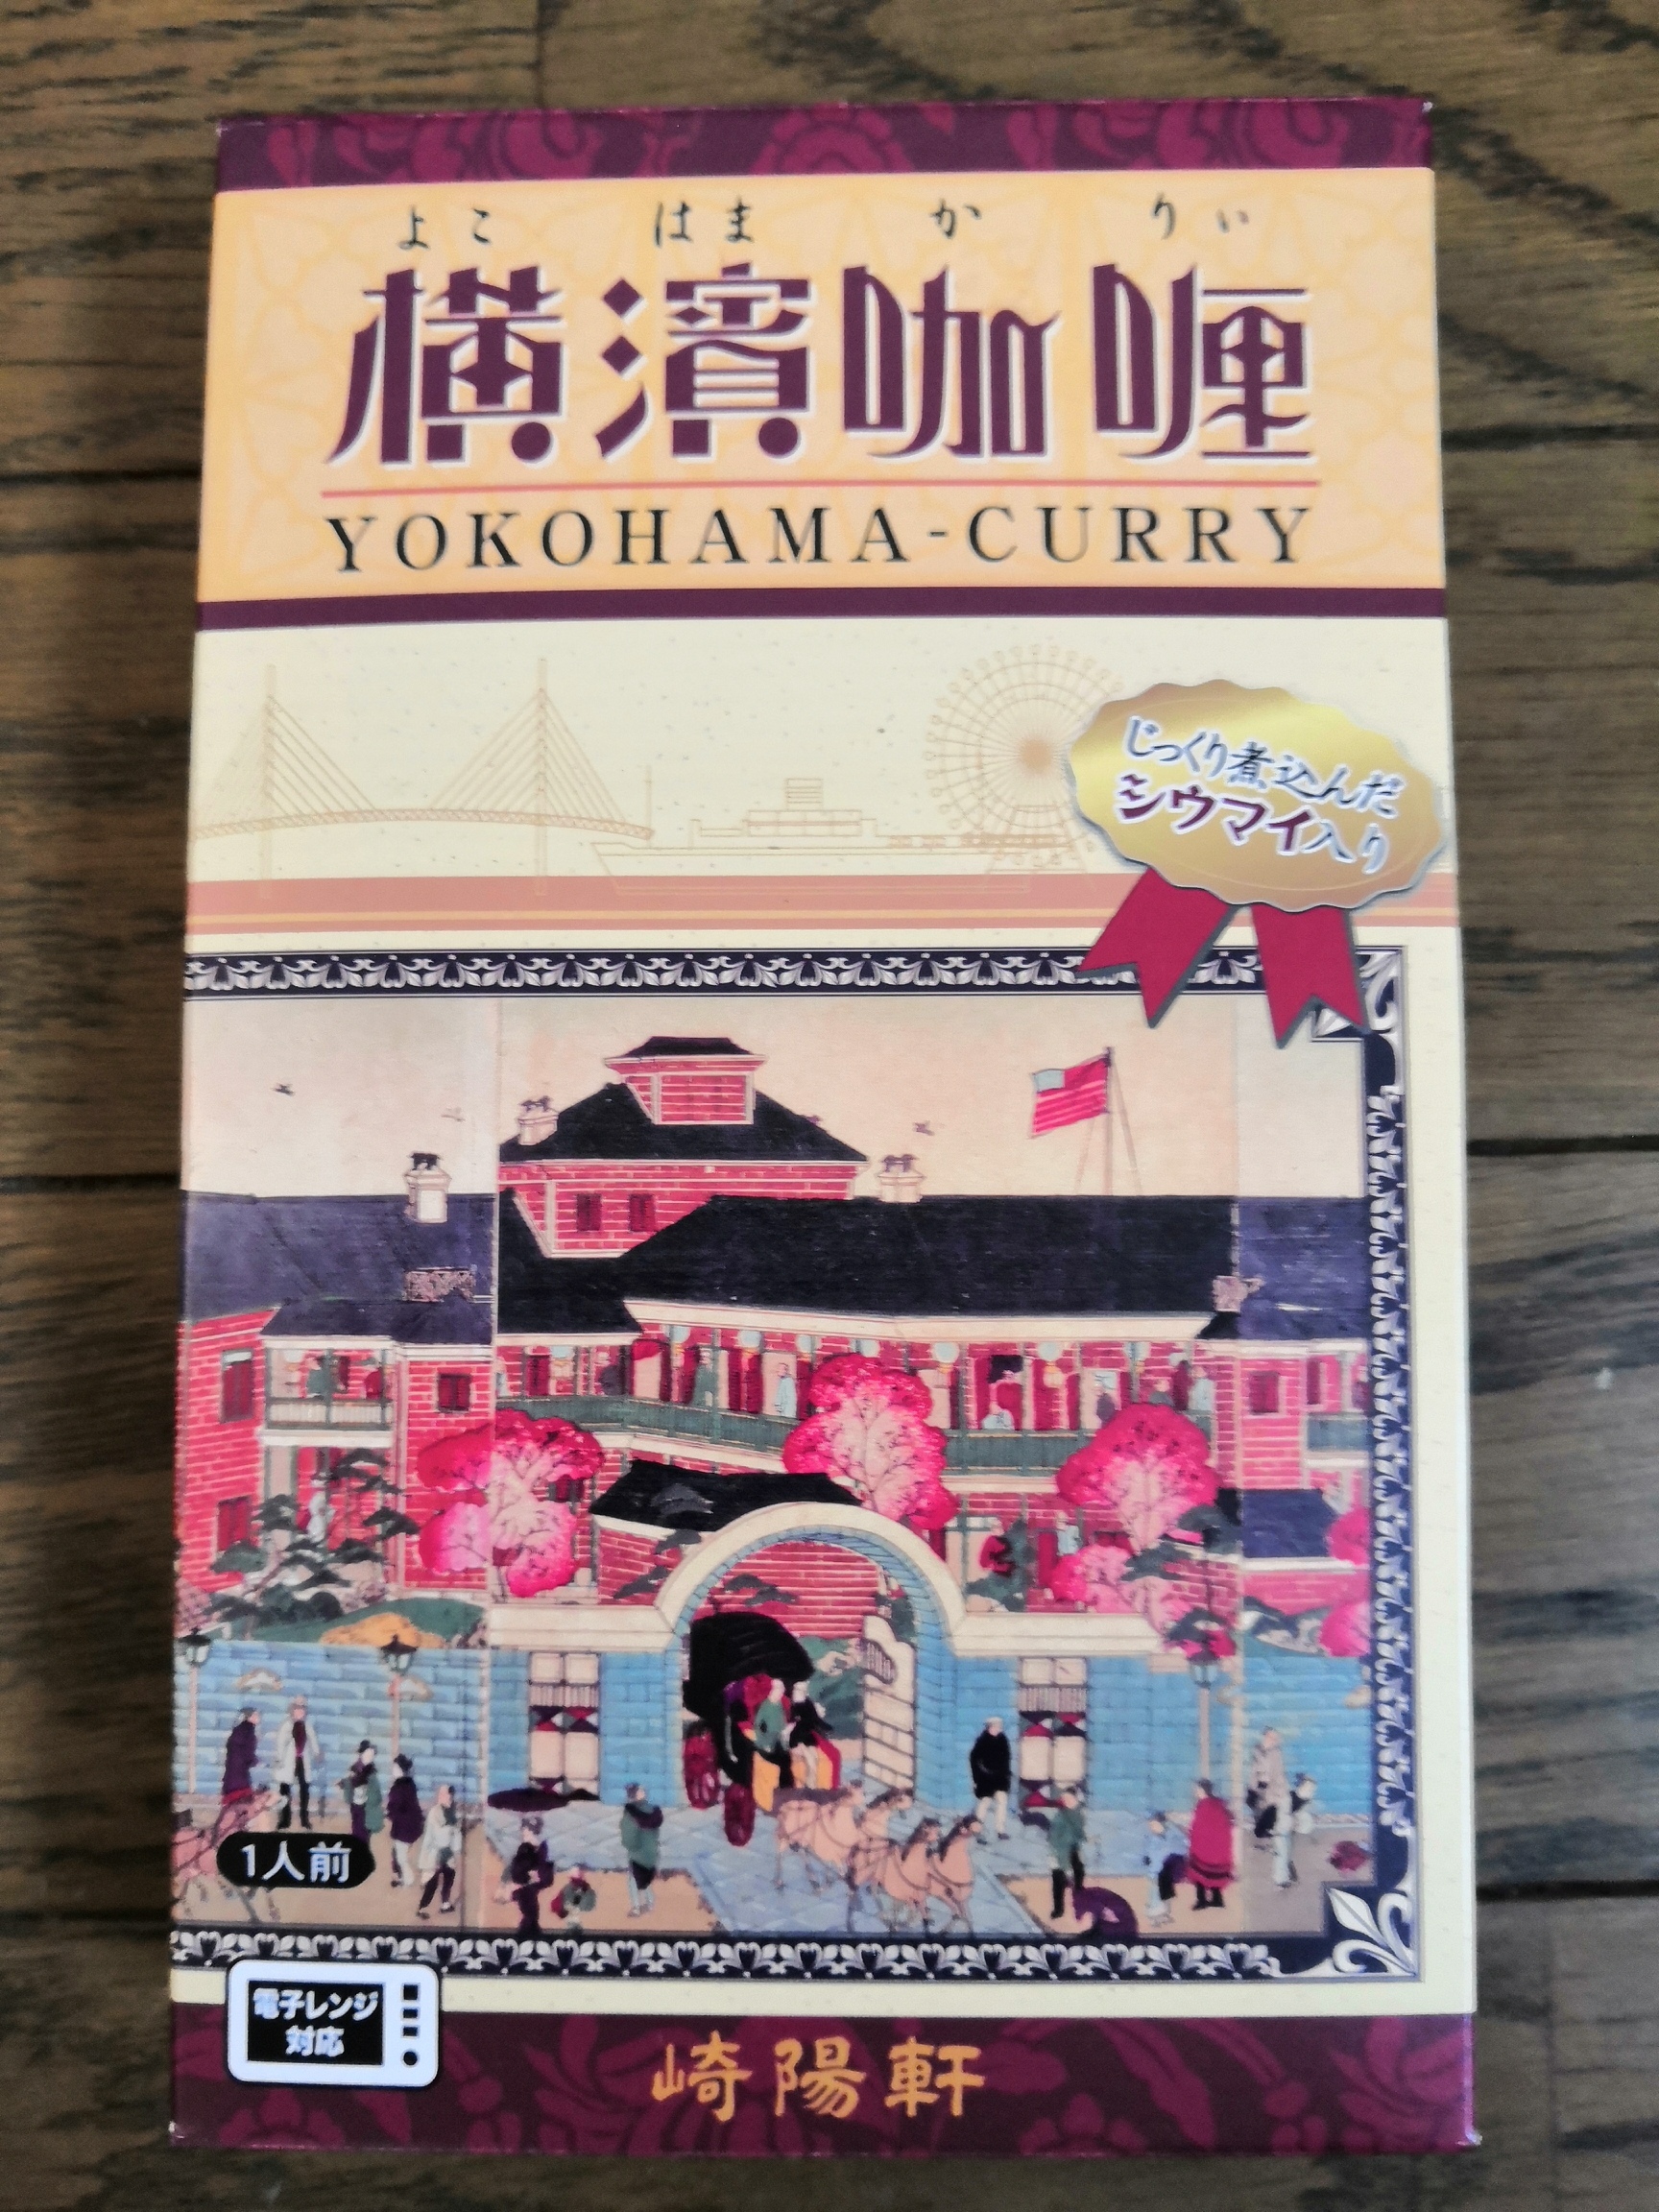 よこ はま か りぃ
横濱咖喱
YOKOHAMA-CURRY
じっくり煮込んだ
シウマイ入り
1人前
電子レンジ
対応
崎陽軒